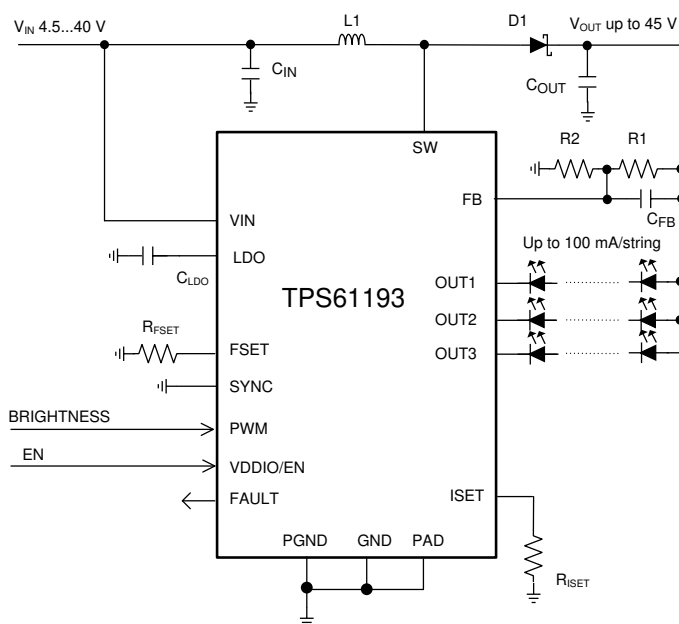 VIN 4.5...40 V
L1
D1
VOUT up to 45 V
CIN
COUT
SW
R2
R1
FB
CFB
VIN
LDO
CLDO
Up to 100 mA/string
TPS61193
OUT1
OUT2
OUT3
RFSET
FSET
SYNC
BRIGHTNESS
PWM
EN
VDDIO/EN
FAULT
ISET
PGND
GND
PAD
RISET